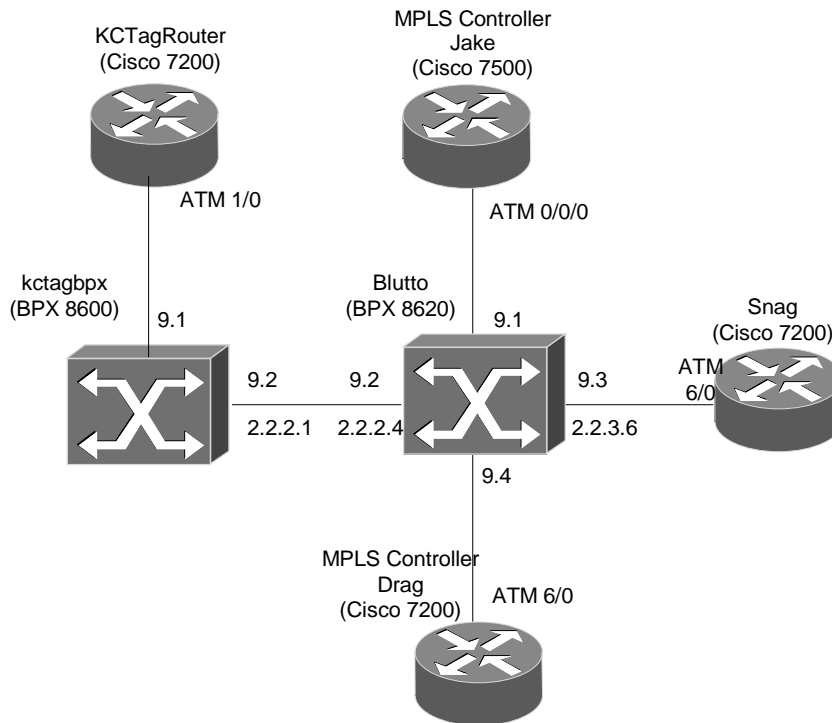 KCTagRouter
(Cisco 7200)
MPLS Controller
Jake
(Cisco 7500)
ATM 1/0
ATM 0/0/0
kctagbpx
(BPX 8600)
9.1
Blutto
(BPX 8620)
9.1
Snag
(Cisco 7200)
9.2
9.2
9.3
ATM
6/0
2.2.2.1
2.2.2.4
2.2.3.6
9.4
MPLS Controller
Drag
(Cisco 7200)
ATM 6/0